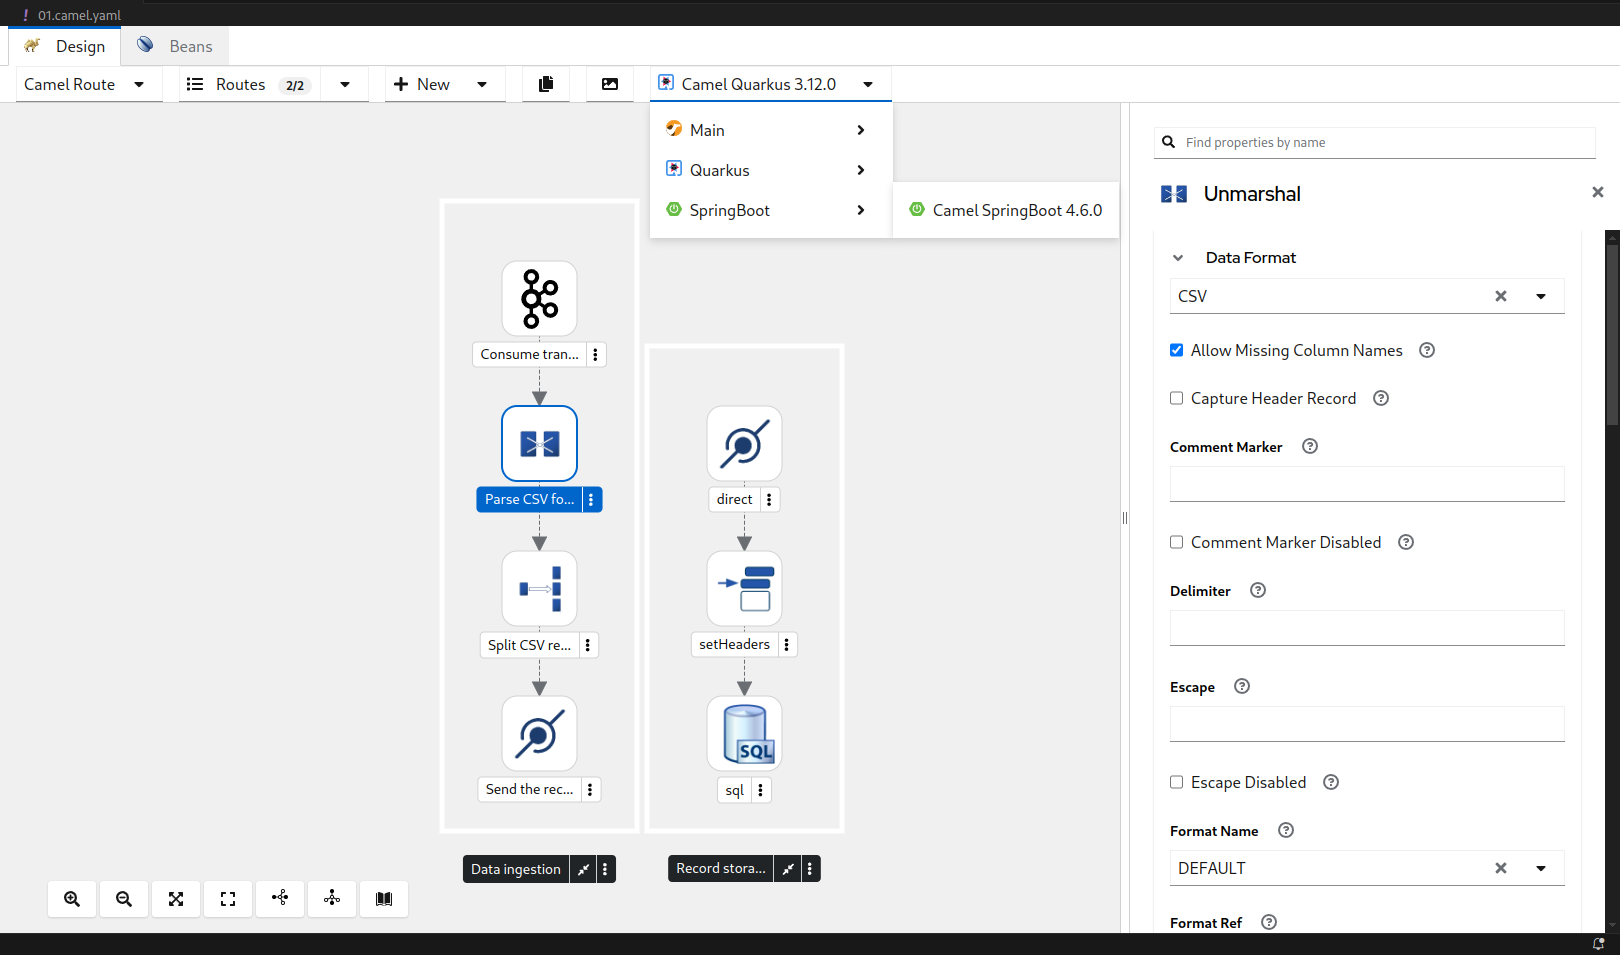 01.camel.yaml
Design
Beans
Camel Route
Routes 2/2
New
Camel Quarkus 3.12.0
Main
Quarkus
SpringBoot
Camel SpringBoot 4.6.0
Consume tran...
Parse CSV fo...
Split CSV re...
Send the rec...
Data ingestion
direct
setHeaders
SQL
sql
Record stora...
Find properties by name
Unmarshal
Data Format
CSV
Allow Missing Column Names
Capture Header Record
Comment Marker
Comment Marker Disabled
Delimiter
Escape
Escape Disabled
Format Name
DEFAULT
Format Ref